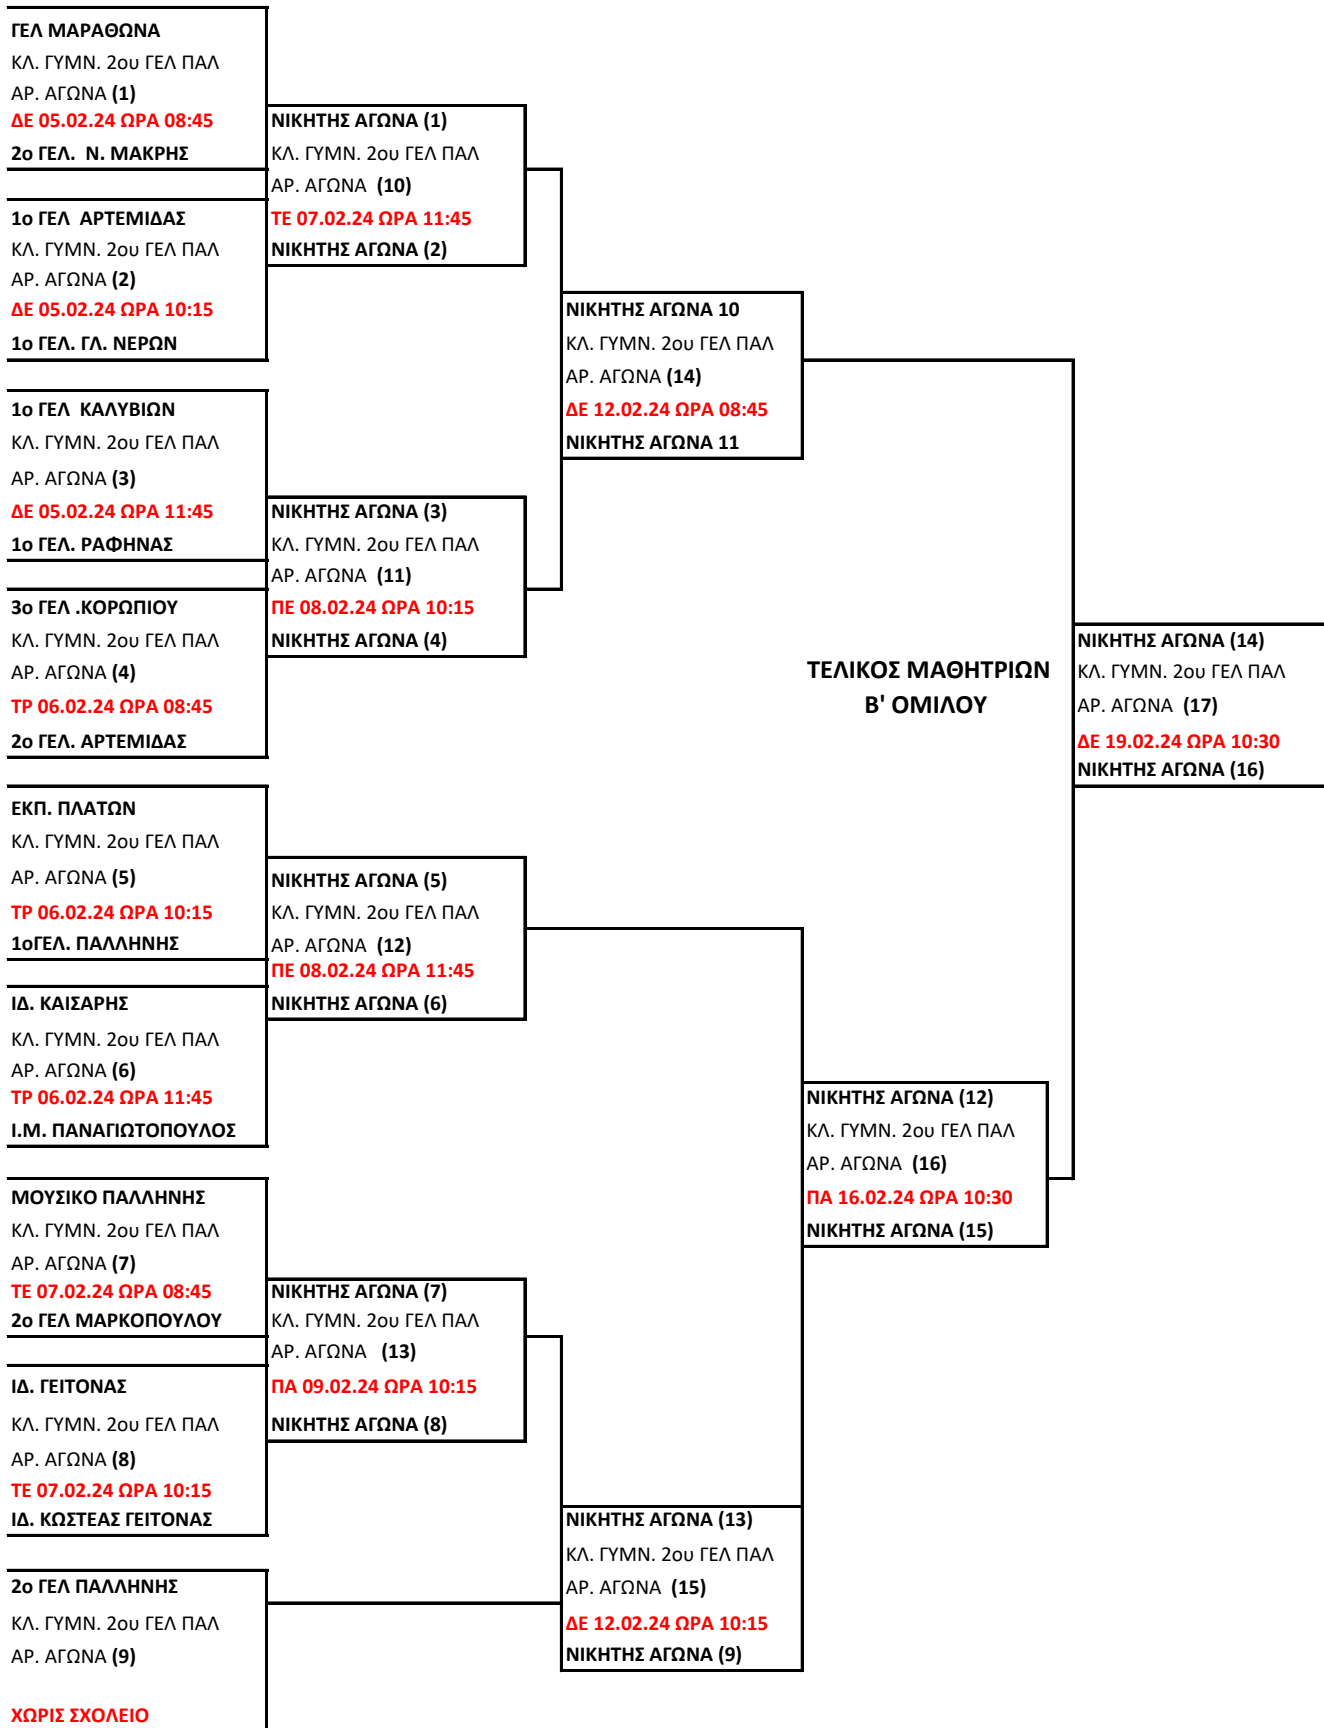 ΓΕΛ ΜΑΡΑΘΩΝΑ
ΚΛ. ΓΥΜΝ. 2ου ΓΕΛ ΠΑΛ
ΑΡ. ΑΓΩΝΑ (1)
ΔΕ 05.02.24 ΩΡΑ 08:45
2ο ΓΕΛ. Ν. ΜΑΚΡΗΣ
1ο ΓΕΛ ΑΡΤΕΜΙΔΑΣ
ΚΛ. ΓΥΜΝ. 2ου ΓΕΛ ΠΑΛ
ΑΡ. ΑΓΩΝΑ (2)
ΔΕ 05.02.24 ΩΡΑ 10:15
1ο ΓΕΛ. ΓΛ. ΝΕΡΩΝ
1ο ΓΕΛ ΚΑΛΥΒΙΩΝ
ΚΛ. ΓΥΜΝ. 2ου ΓΕΛ ΠΑΛ
ΑΡ. ΑΓΩΝΑ (3)
ΔΕ 05.02.24 ΩΡΑ 11:45
1ο ΓΕΛ. ΡΑΦΗΝΑΣ
3ο ΓΕΛ .ΚΟΡΩΠΙΟΥ
ΚΛ. ΓΥΜΝ. 2ου ΓΕΛ ΠΑΛ
ΑΡ. ΑΓΩΝΑ (4)
ΤΡ 06.02.24 ΩΡΑ 08:45
2ο ΓΕΛ. ΑΡΤΕΜΙΔΑΣ
ΕΚΠ. ΠΛΑΤΩΝ
ΚΛ. ΓΥΜΝ. 2ου ΓΕΛ ΠΑΛ
ΑΡ. ΑΓΩΝΑ (5)
ΤΡ 06.02.24 ΩΡΑ 10:15
1οΓΕΛ. ΠΑΛΛΗΝΗΣ
ΙΔ. ΚΑΙΣΑΡΗΣ
ΚΛ. ΓΥΜΝ. 2ου ΓΕΛ ΠΑΛ
ΑΡ. ΑΓΩΝΑ (6)
ΤΡ 06.02.24 ΩΡΑ 11:45
Ι.Μ. ΠΑΝΑΓΙΩΤΟΠΟΥΛΟΣ
ΜΟΥΣΙΚΟ ΠΑΛΛΗΝΗΣ
ΚΛ. ΓΥΜΝ. 2ου ΓΕΛ ΠΑΛ
ΑΡ. ΑΓΩΝΑ (7)
ΤΕ 07.02.24 ΩΡΑ 08:45
2ο ΓΕΛ ΜΑΡΚΟΠΟΥΛΟΥ
ΙΔ. ΓΕΙΤΟΝΑΣ
ΚΛ. ΓΥΜΝ. 2ου ΓΕΛ ΠΑΛ
ΑΡ. ΑΓΩΝΑ (8)
ΤΕ 07.02.24 ΩΡΑ 10:15
ΙΔ. ΚΩΣΤΕΑΣ ΓΕΙΤΟΝΑΣ
2ο ΓΕΛ ΠΑΛΛΗΝΗΣ
ΚΛ. ΓΥΜΝ. 2ου ΓΕΛ ΠΑΛ
ΑΡ. ΑΓΩΝΑ (9)
ΧΩΡΙΣ ΣΧΟΛΕΙΟ
ΝΙΚΗΤΗΣ ΑΓΩΝΑ (1)
ΚΛ. ΓΥΜΝ. 2ου ΓΕΛ ΠΑΛ
ΑΡ. ΑΓΩΝΑ (10)
ΤΕ 07.02.24 ΩΡΑ 11:45
ΝΙΚΗΤΗΣ ΑΓΩΝΑ (2)
ΝΙΚΗΤΗΣ ΑΓΩΝΑ (3)
ΚΛ. ΓΥΜΝ. 2ου ΓΕΛ ΠΑΛ
ΑΡ. ΑΓΩΝΑ (11)
ΠΕ 08.02.24 ΩΡΑ 10:15
ΝΙΚΗΤΗΣ ΑΓΩΝΑ (4)
ΝΙΚΗΤΗΣ ΑΓΩΝΑ (5)
ΚΛ. ΓΥΜΝ. 2ου ΓΕΛ ΠΑΛ
ΑΡ. ΑΓΩΝΑ (12)
ΠΕ 08.02.24 ΩΡΑ 11:45
ΝΙΚΗΤΗΣ ΑΓΩΝΑ (6)
ΝΙΚΗΤΗΣ ΑΓΩΝΑ (7)
ΚΛ. ΓΥΜΝ. 2ου ΓΕΛ ΠΑΛ
ΑΡ. ΑΓΩΝΑ (13)
ΠΑ 09.02.24 ΩΡΑ 10:15
ΝΙΚΗΤΗΣ ΑΓΩΝΑ (8)
ΝΙΚΗΤΗΣ ΑΓΩΝΑ 10
ΚΛ. ΓΥΜΝ. 2ου ΓΕΛ ΠΑΛ
ΑΡ. ΑΓΩΝΑ (14)
ΔΕ 12.02.24 ΩΡΑ 08:45
ΝΙΚΗΤΗΣ ΑΓΩΝΑ 11
ΝΙΚΗΤΗΣ ΑΓΩΝΑ (13)
ΚΛ. ΓΥΜΝ. 2ου ΓΕΛ ΠΑΛ
ΑΡ. ΑΓΩΝΑ (15)
ΔΕ 12.02.24 ΩΡΑ 10:15
ΝΙΚΗΤΗΣ ΑΓΩΝΑ (9)
ΝΙΚΗΤΗΣ ΑΓΩΝΑ (12)
ΚΛ. ΓΥΜΝ. 2ου ΓΕΛ ΠΑΛ
ΑΡ. ΑΓΩΝΑ (16)
ΠΑ 16.02.24 ΩΡΑ 10:30
ΝΙΚΗΤΗΣ ΑΓΩΝΑ (15)
ΤΕΛΙΚΟΣ ΜΑΘΗΤΡΙΩΝ
Β' ΟΜΙΛΟΥ
ΝΙΚΗΤΗΣ ΑΓΩΝΑ (14)
ΚΛ. ΓΥΜΝ. 2ου ΓΕΛ ΠΑΛ
ΑΡ. ΑΓΩΝΑ (17)
ΔΕ 19.02.24 ΩΡΑ 10:30
ΝΙΚΗΤΗΣ ΑΓΩΝΑ (16)